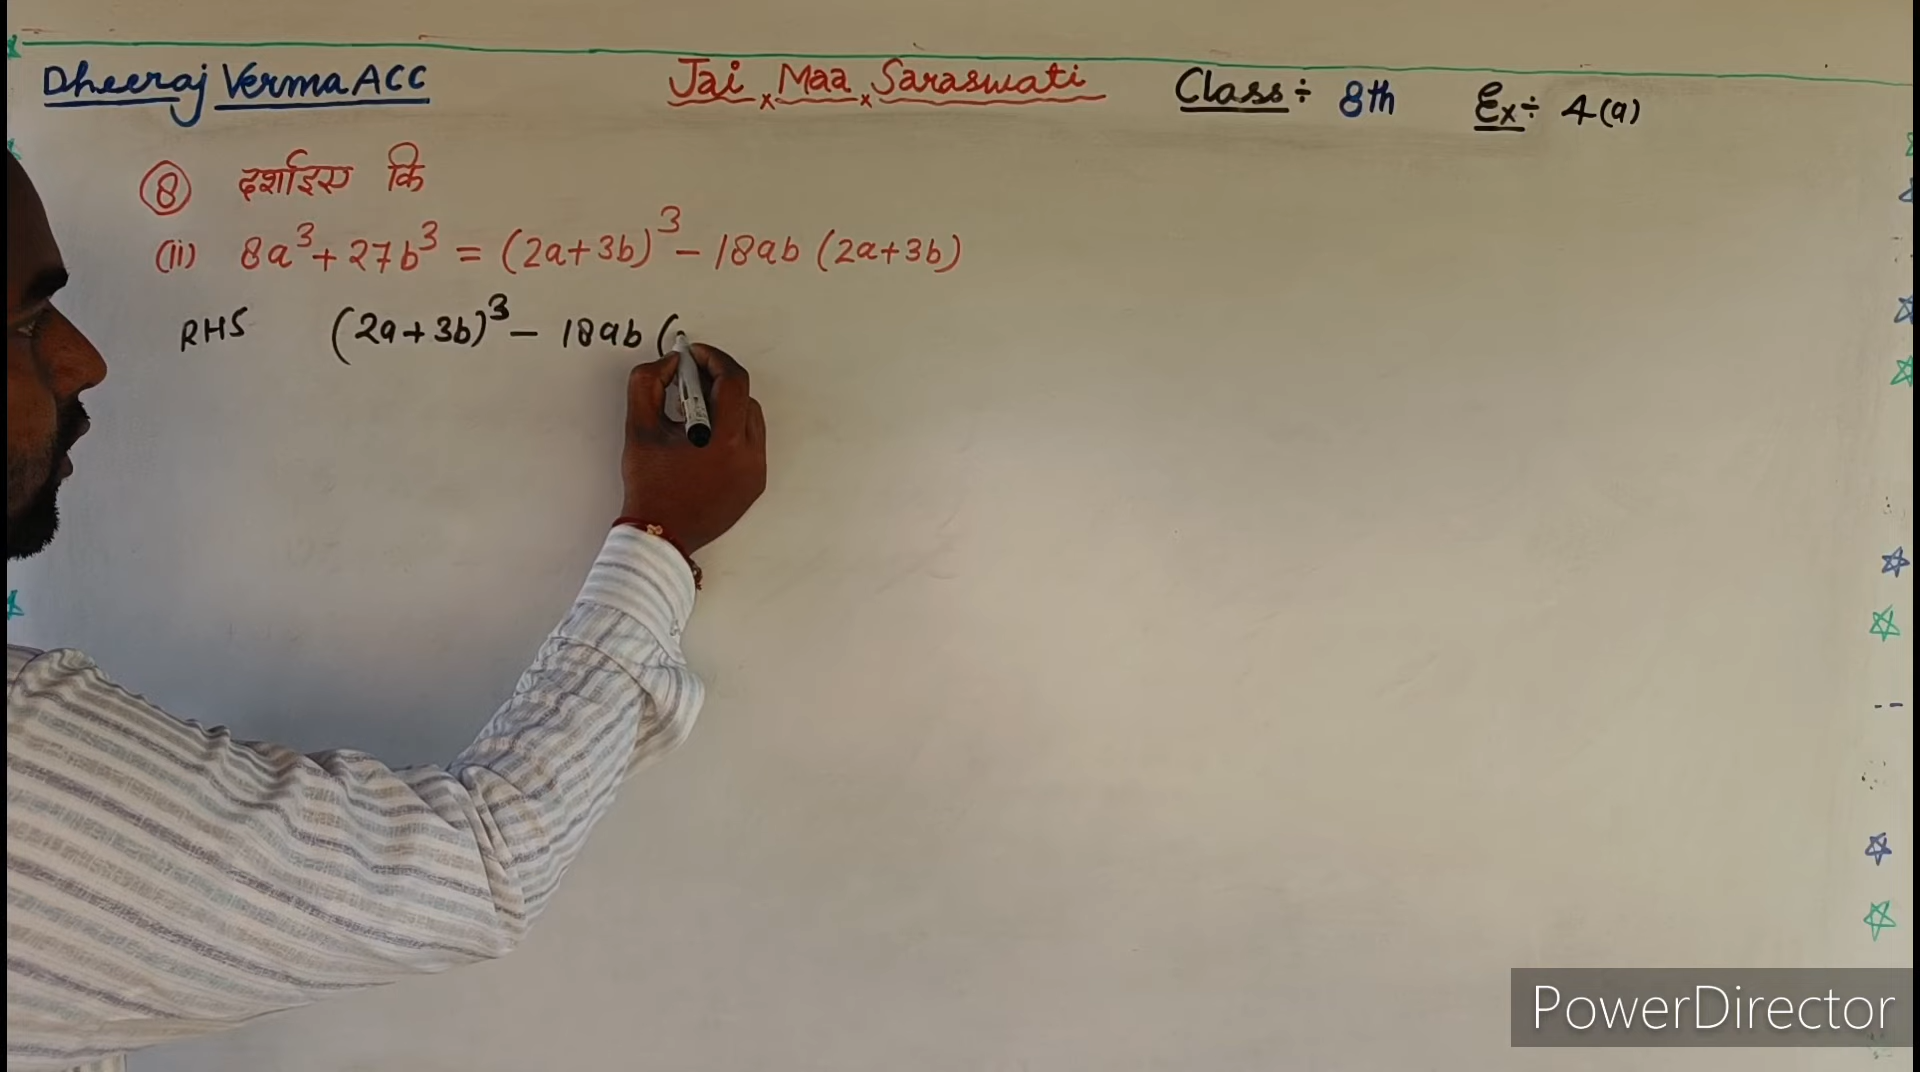 Dheeraj Verma ACC
Jai x Maa x Saraswati
Class ÷ 8th
Ex ÷ 4(a)
⑧ दर्शाइए कि
(ii) 8a³ + 27b³ = (2a+3b)³ - 18ab (2a+3b)
RHS (2a+3b)³ - 18ab (
PowerDirector